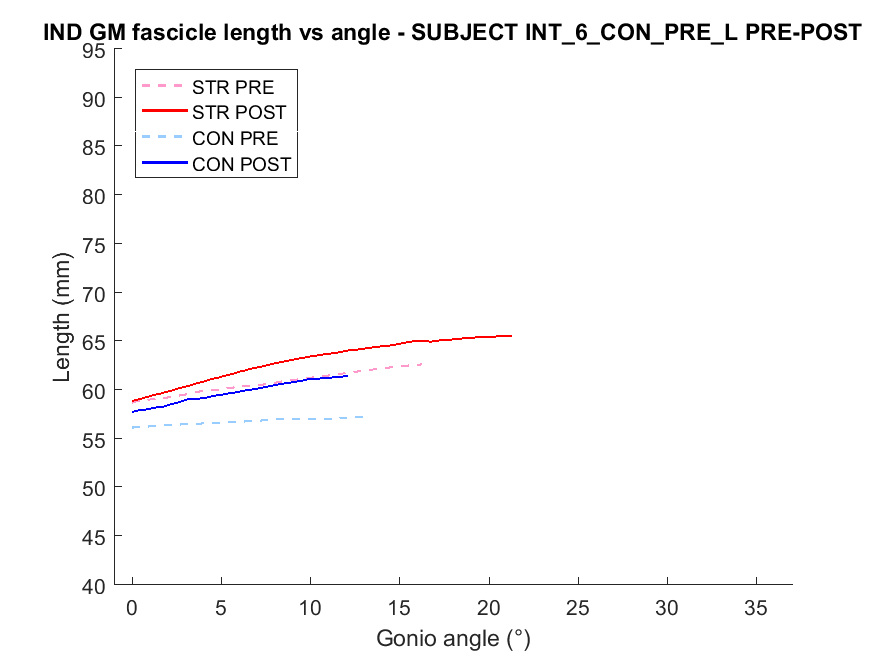 IND GM fascicle length vs angle - SUBJECT INT_6_CON_PRE_L PRE-POST
95
90
85
80
75
70
65
60
55
50
45
40
Length (mm)
STR PRE
STR POST
CON PRE
CON POST
0 5 10 15 20 25 30 35
Gonio angle (°)